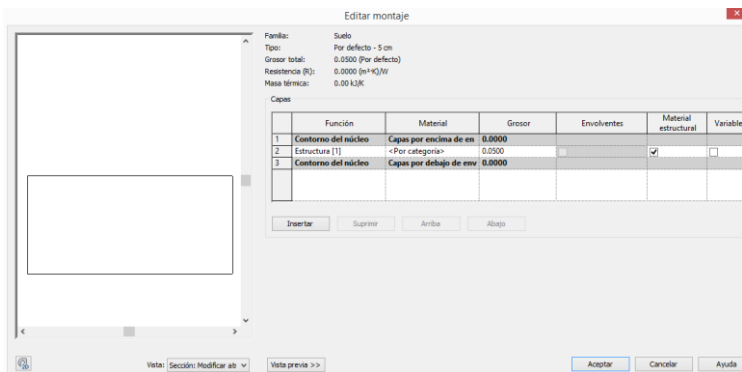 Editar montaje
Familia: Suelo
Tipo: Por defecto - 5 cm
Grosor total: 0.0500 (Por defecto)
Resistencia (R): 0.0000 (m²·K)/W
Masa térmica: 0.00 kJ/K
Capas
Función Material Grosor Envolventes Material estructural Variable
1 Contorno del núcleo Capas por encima de en 0.0000
2 Estructura [1] <Por categoría> 0.0500
3 Contorno del núcleo Capas por debajo de env 0.0000
Insertar Suprimir Arriba Abajo
Vista: Sección: Modificar atr Vista previa >> Aceptar Cancelar Ayuda